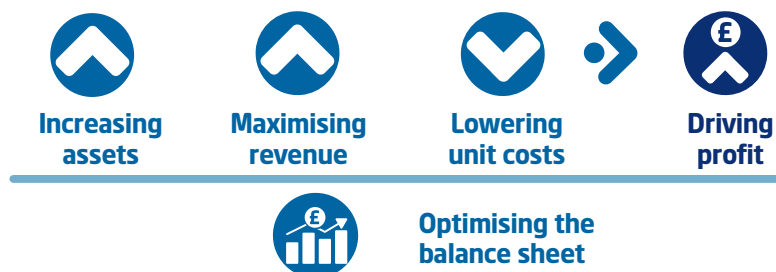 £
Increasing
assets
Maximising
revenue
Lowering
unit costs
Driving
profit
£
Optimising the
balance sheet